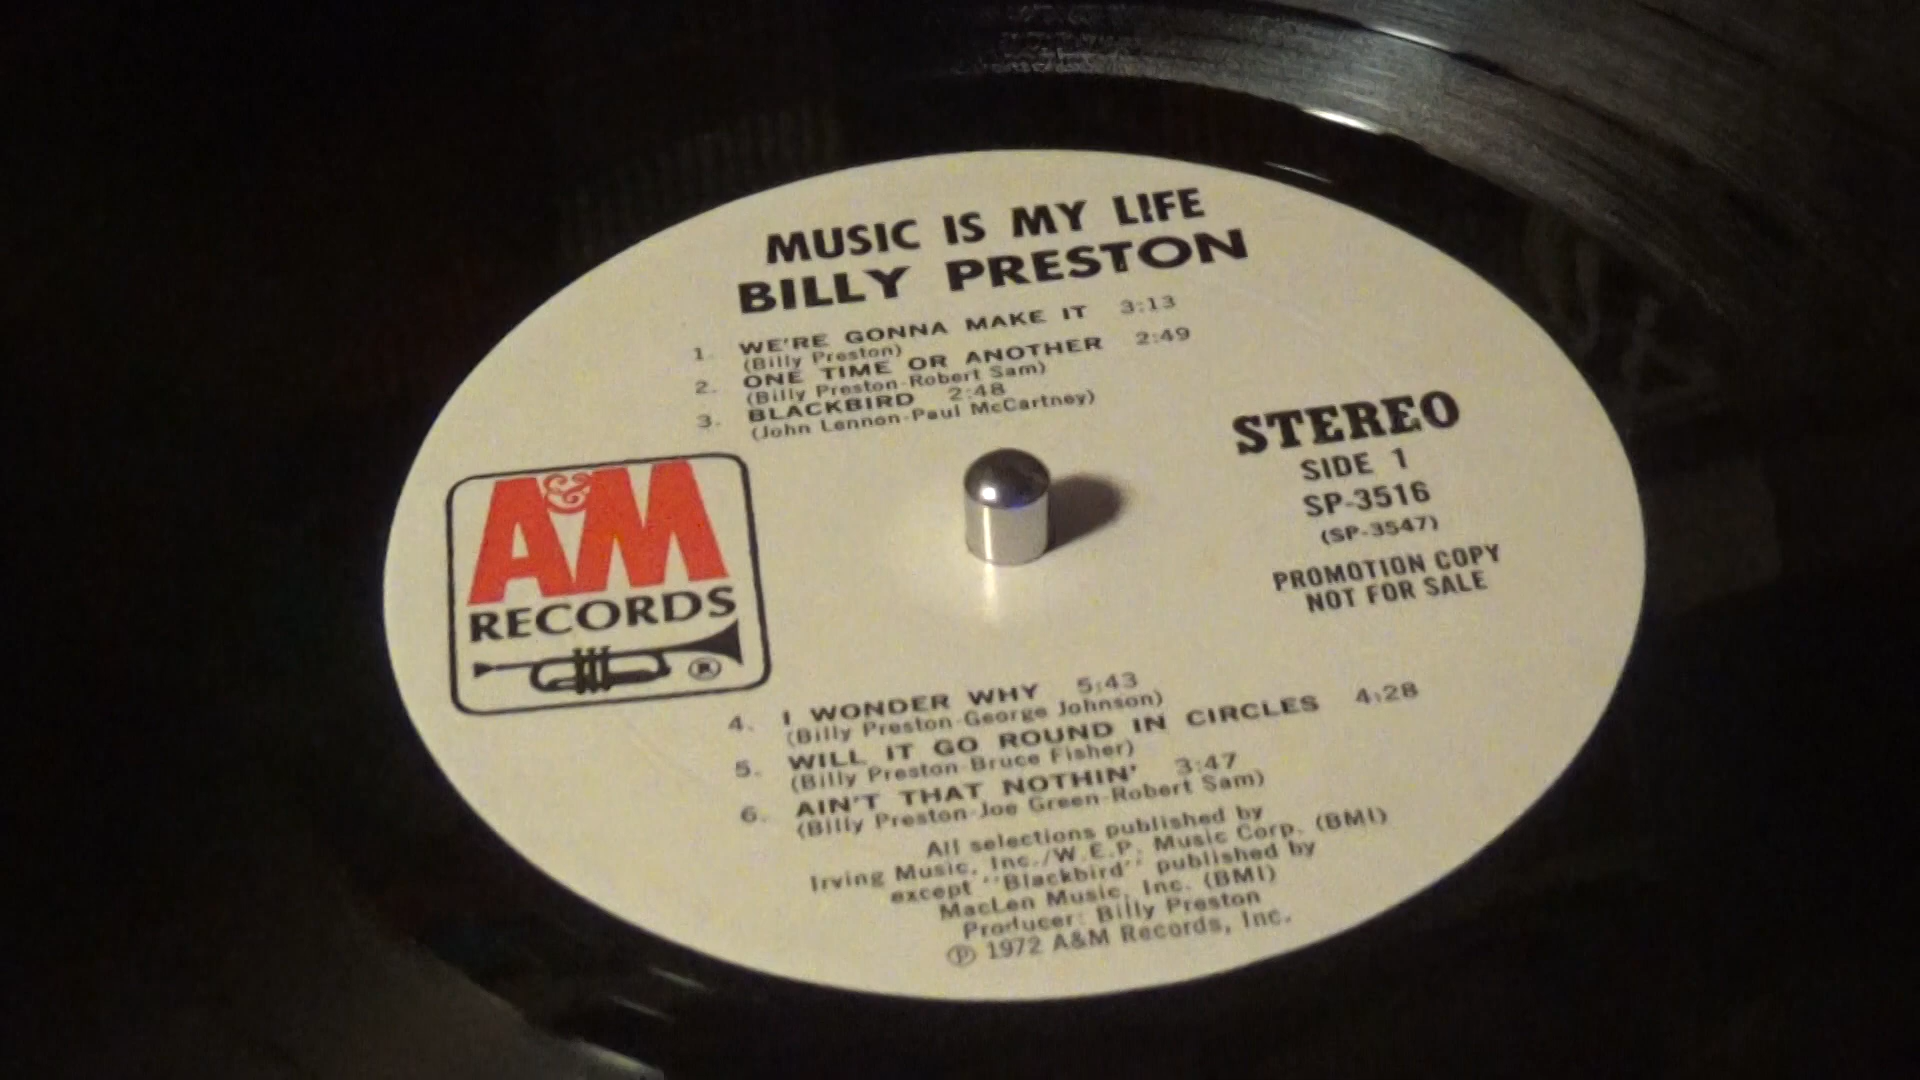 MUSIC IS MY LIFE
BILLY PRESTON
1. WE'RE GONNA MAKE IT 3:13
(Billy Preston)
2. ONE TIME OR ANOTHER 2:49
(Billy Preston-Robert Sam)
3. BLACKBIRD 2:48
(John Lennon-Paul McCartney)
A&M
RECORDS
®
STEREO
SIDE 1
SP-3516
(SP-3547)
PROMOTION COPY
NOT FOR SALE
4. I WONDER WHY 5:43
(Billy Preston-George Johnson)
5. WILL IT GO ROUND IN CIRCLES 4:28
(Billy Preston-Bruce Fisher)
6. AIN'T THAT NOTHIN' 3:47
(Billy Preston-Joe Green-Robert Sam)
All selections published by
Irving Music, Inc./W.E.P. Music Corp. (BMI)
except "Blackbird" published by
MacLen Music, Inc. (BMI)
Producer: Billy Preston
℗ 1972 A&M Records, Inc.